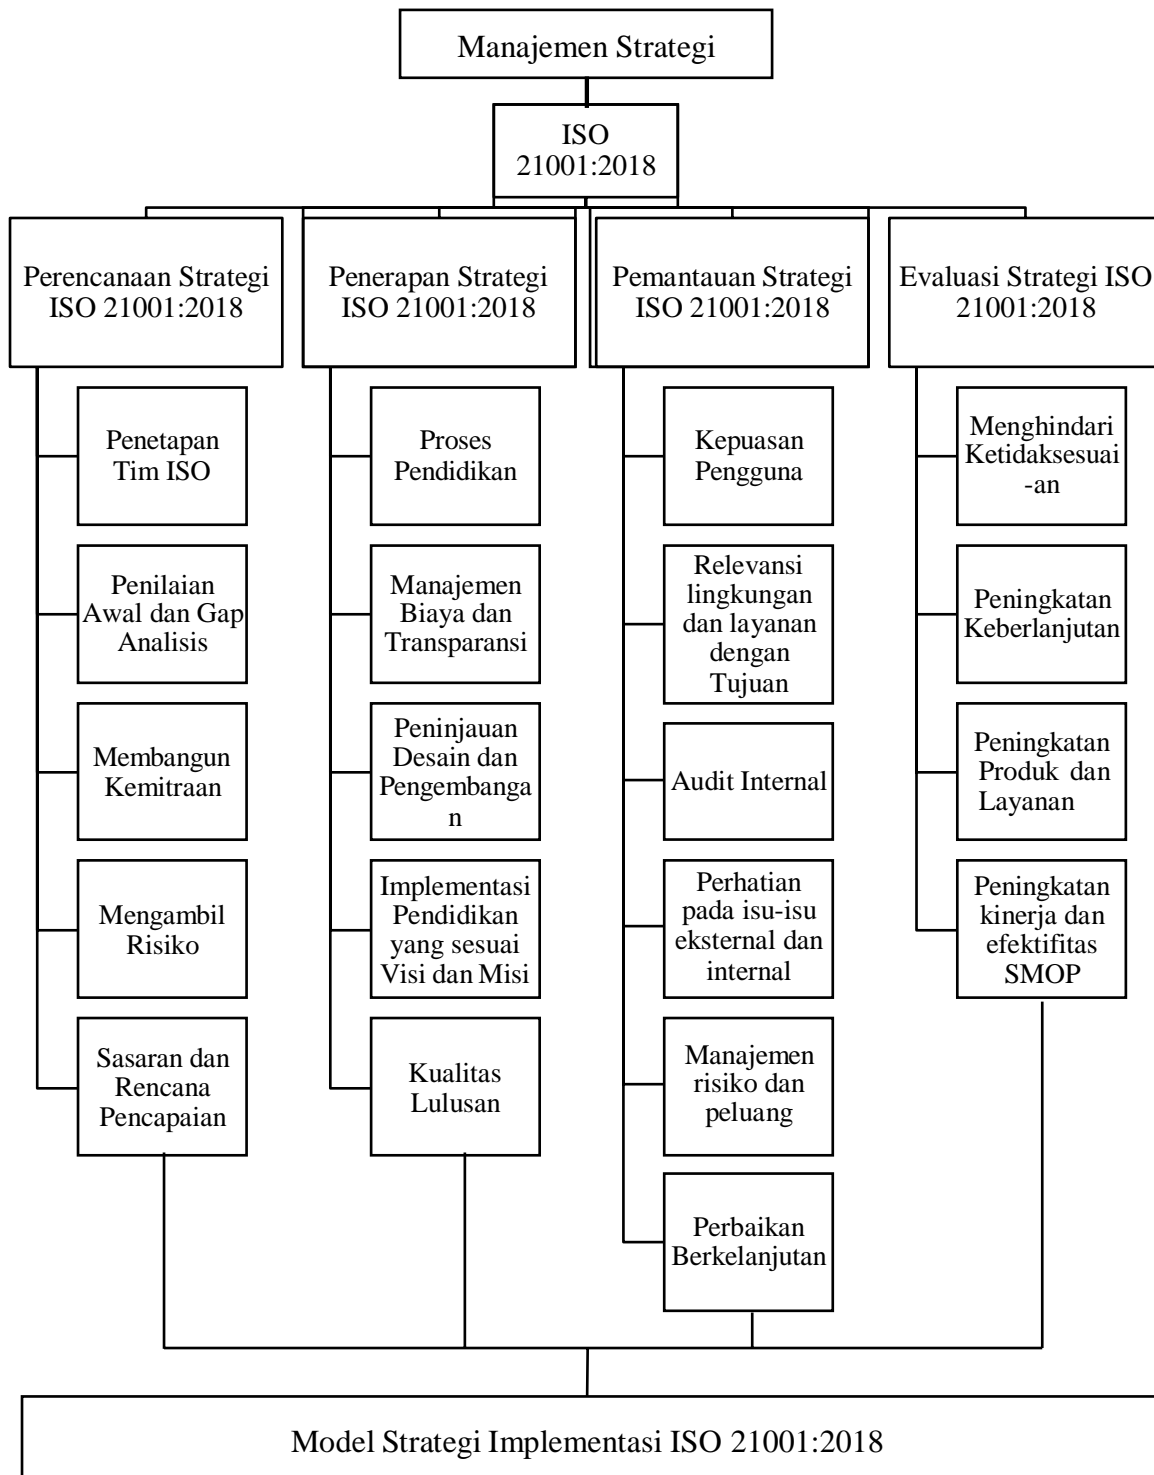 Manajemen Strategi
ISO
21001:2018
Perencanaan Strategi
ISO 21001:2018
Penetapan
Tim ISO
Penilaian
Awal dan Gap
Analisis
Membangun
Kemitraan
Mengambil
Risiko
Sasaran dan
Rencana
Pencapaian
Penerapan Strategi
ISO 21001:2018
Proses
Pendidikan
Manajemen
Biaya dan
Transparansi
Peninjauan
Desain dan
Pengembanga
n
Implementasi
Pendidikan
yang sesuai
Visi dan Misi
Kualitas
Lulusan
Pemantauan Strategi
ISO 21001:2018
Kepuasan
Pengguna
Relevansi
lingkungan
dan layanan
dengan
Tujuan
Audit Internal
Perhatian
pada isu-isu
eksternal dan
internal
Manajemen
risiko dan
peluang
Perbaikan
Berkelanjutan
Evaluasi Strategi ISO
21001:2018
Menghindari
Ketidaksesuai
-an
Peningkatan
Keberlanjutan
Peningkatan
Produk dan
Layanan
Peningkatan
kinerja dan
efektifitas
SMOP
Model Strategi Implementasi ISO 21001:2018